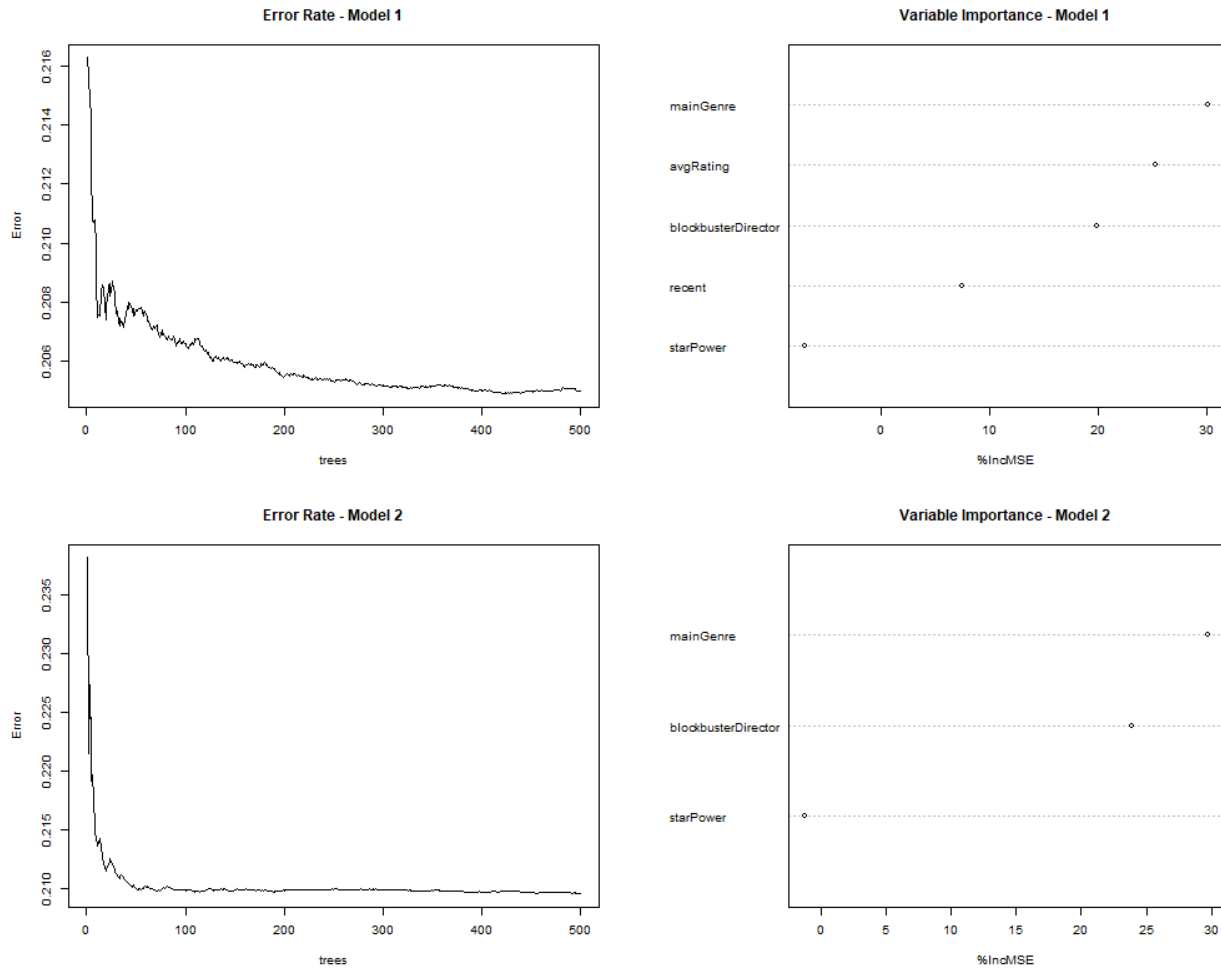 Error Rate - Model 1
Error
0.206 0.208 0.210 0.212 0.214 0.216
0 100 200 300 400 500
trees
Variable Importance - Model 1
mainGenre
avgRating
blockbusterDirector
recent
starPower
0 10 20 30
%IncMSE
Error Rate - Model 2
Error
0.210 0.215 0.220 0.225 0.230 0.235
0 100 200 300 400 500
trees
Variable Importance - Model 2
mainGenre
blockbusterDirector
starPower
0 5 10 15 20 25 30
%IncMSE